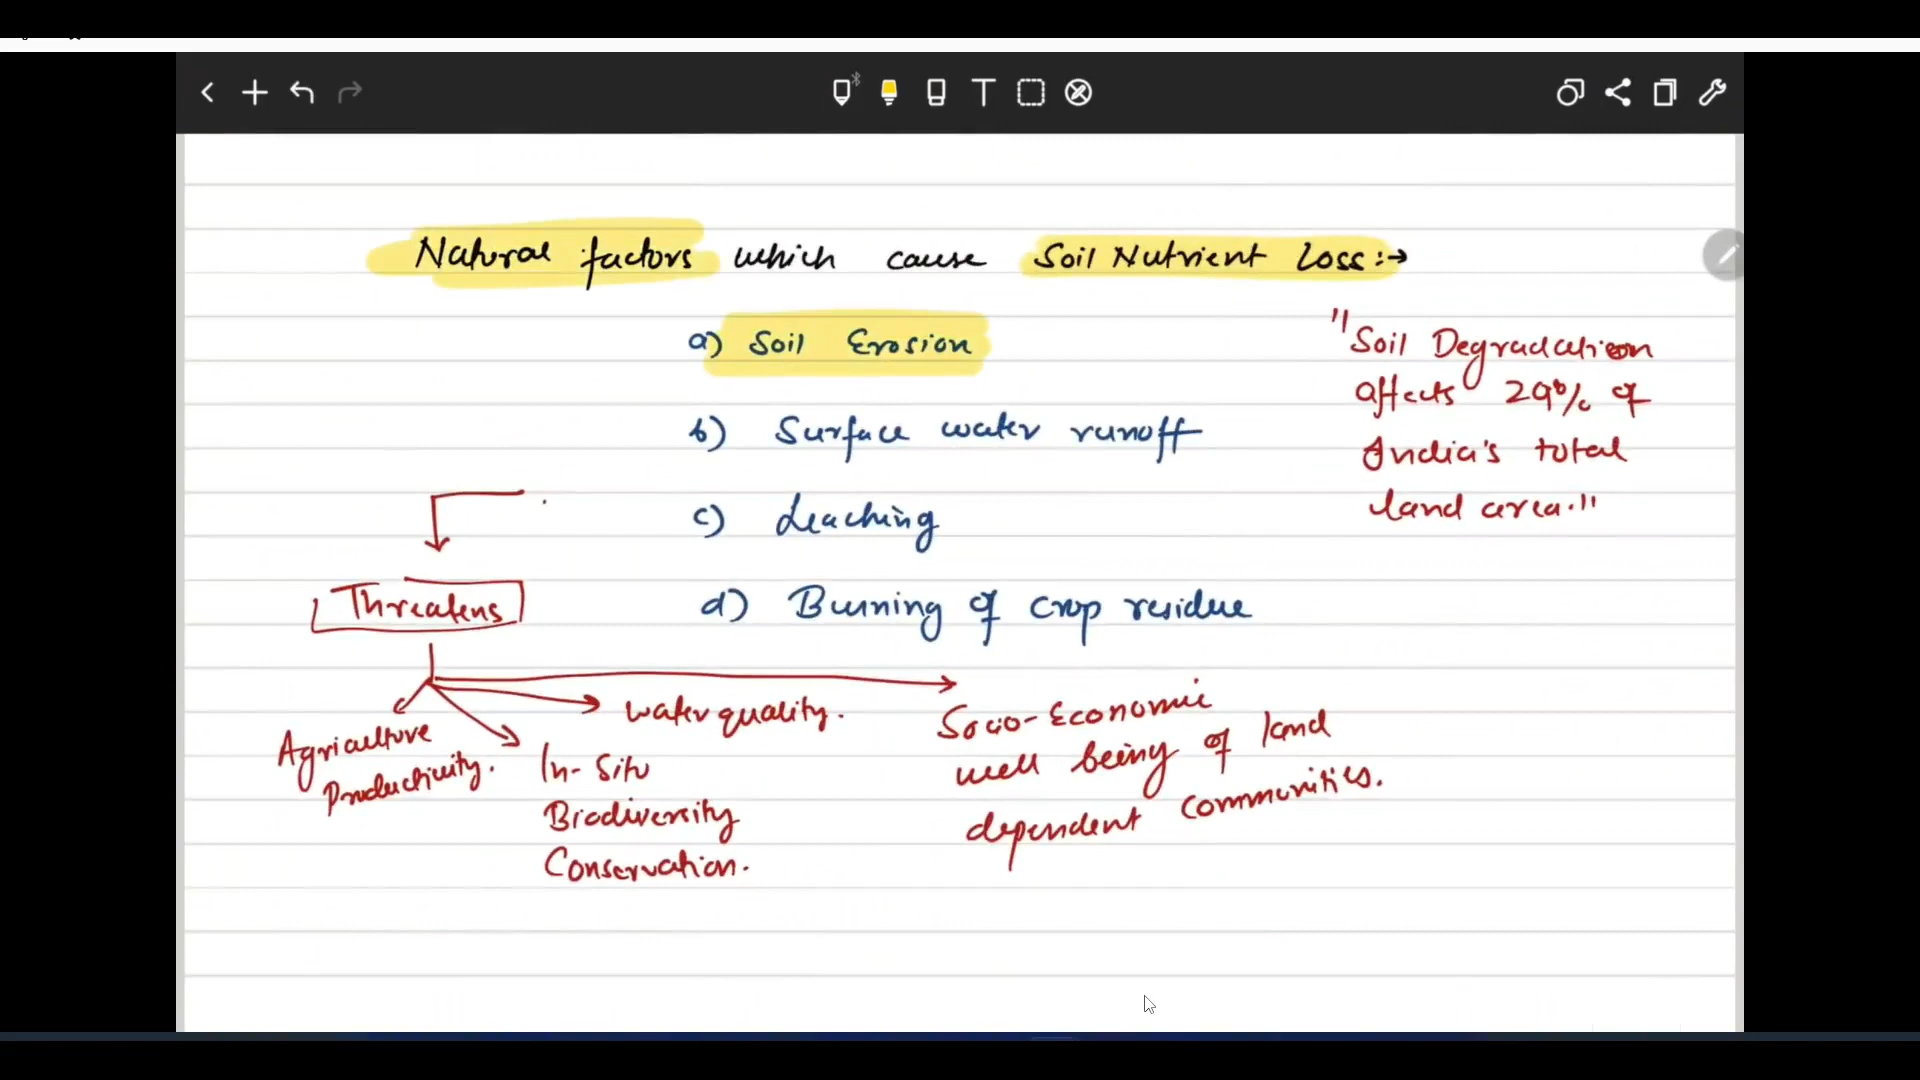 Natural factors which cause Soil Nutrient Loss:→
a) Soil Erosion
b) Surface water runoff
c) Leaching
d) Burning of crop residue
"Soil Degradation
affects 29% of
India's total
land area."
Threatens
Agriculture
Productivity.
In-Situ
Biodiversity
Conservation.
Water quality.
Socio-Economic
well being of land
dependent communities.